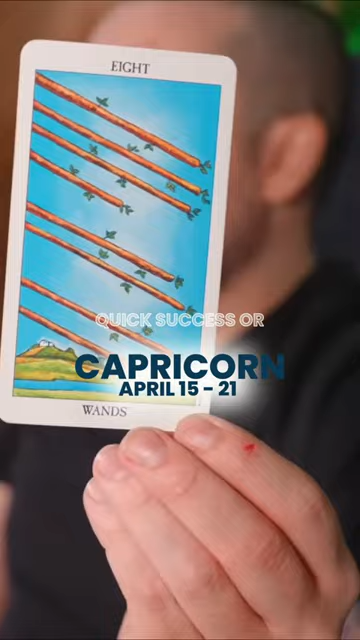 EIGHT
QUICK SUCCESS OR
CAPRICORN
APRIL 15 - 21
WANDS